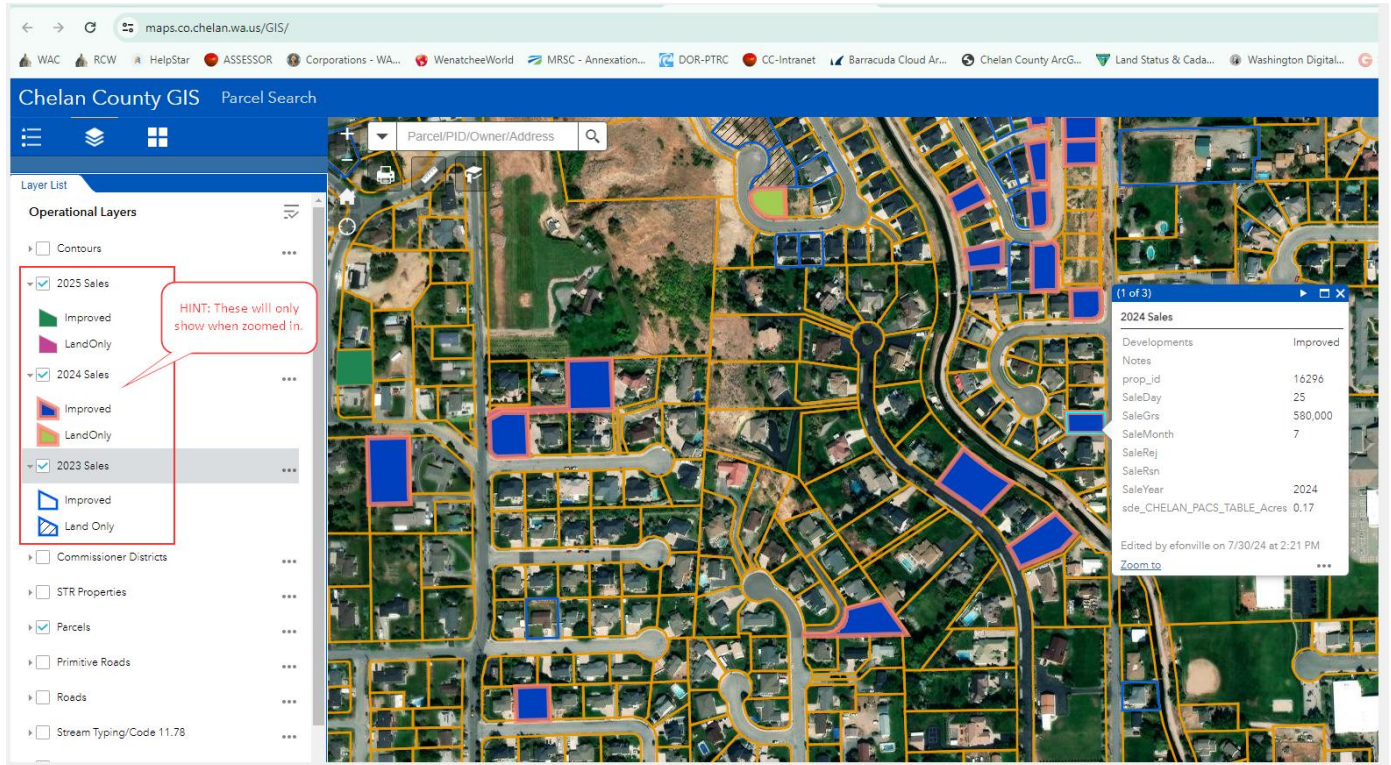 maps.co.chelan.wa.us/GIS/
WAC RCW HelpStar ASSESSOR Corporations - WA... WenatcheeWorld MRSC - Annexation... DOR-PTRC CC-Intranet Barracuda Cloud Ar... Chelan County ArcG... Land Status & Cada... Washington Digital...
Chelan County GIS Parcel Search
Parcel/PID/Owner/Address
Layer List
Operational Layers
Contours
2025 Sales
Improved
LandOnly
2024 Sales
Improved
LandOnly
2023 Sales
Improved
Land Only
Commissioner Districts
STR Properties
Parcels
Primitive Roads
Roads
Stream Typing/Code 11.78
HINT: These will only
show when zoomed in.
(1 of 3)
2024 Sales
Developments Improved
Notes
prop_id 16296
SaleDay 25
SaleGrs 580,000
SaleMonth 7
SaleRej
SaleRsn
SaleYear 2024
sde_CHELAN_PACS_TABLE_Acres 0.17
Edited by efonville on 7/30/24 at 2:21 PM
Zoom to